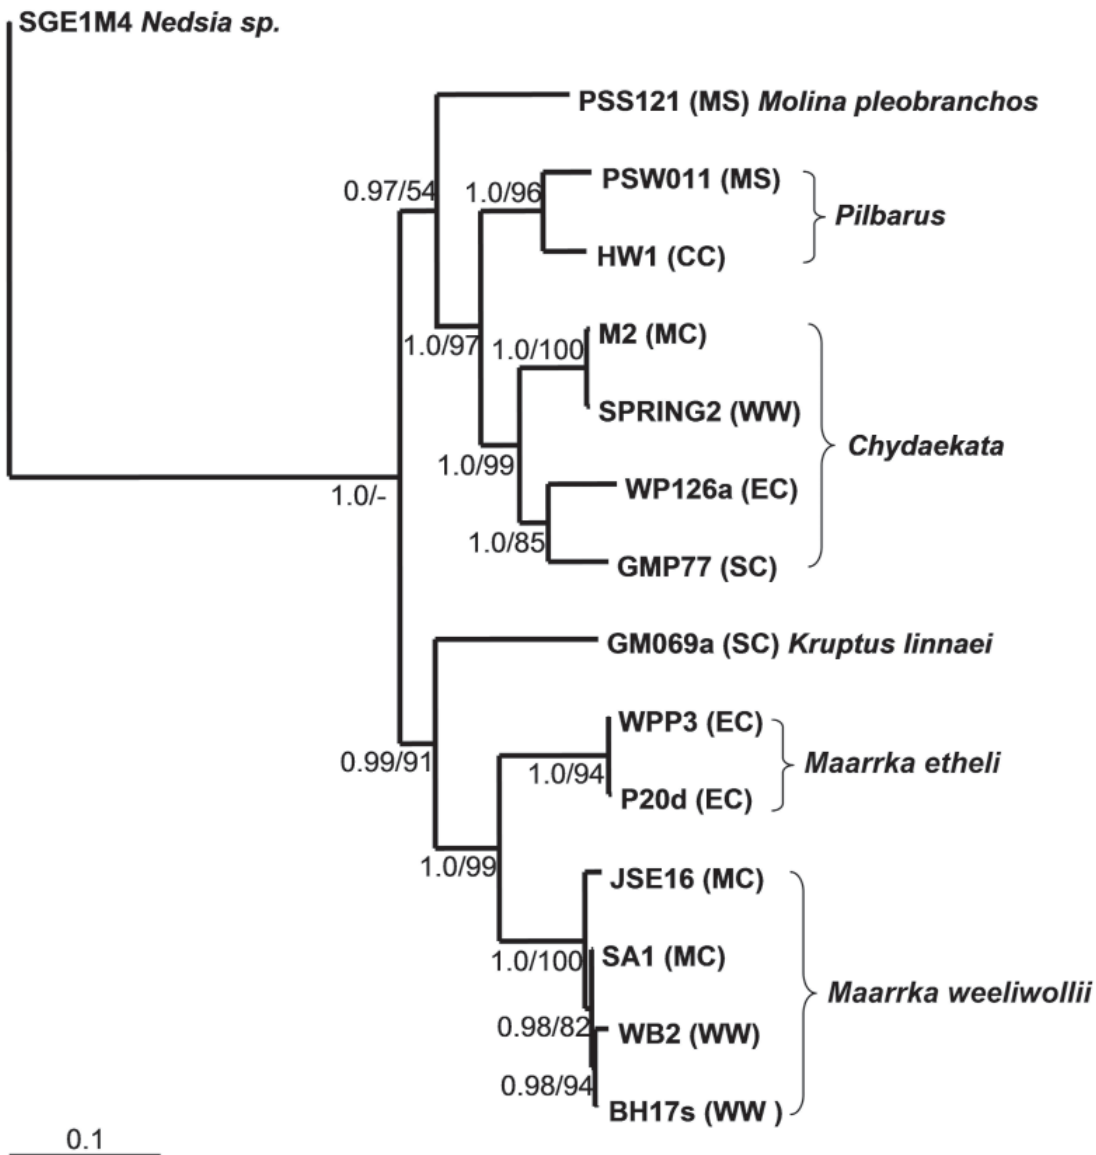 SGE1M4 Nedsia sp.
PSS121 (MS) Molina pleobranchos
0.97/54
1.0/96
PSW011 (MS)
Pilbarus
HW1 (CC)
1.0/97
1.0/100
M2 (MC)
SPRING2 (WW)
Chydaekata
1.0/99
WP126a (EC)
1.0/-
1.0/85
GMP77 (SC)
GM069a (SC) Kruptus linnaei
WPP3 (EC)
0.99/91
1.0/94
Maarrka etheli
P20d (EC)
1.0/99
JSE16 (MC)
1.0/100
SA1 (MC)
Maarrka weeliwollii
0.98/82
WB2 (WW)
0.98/94
BH17s (WW )
0.1